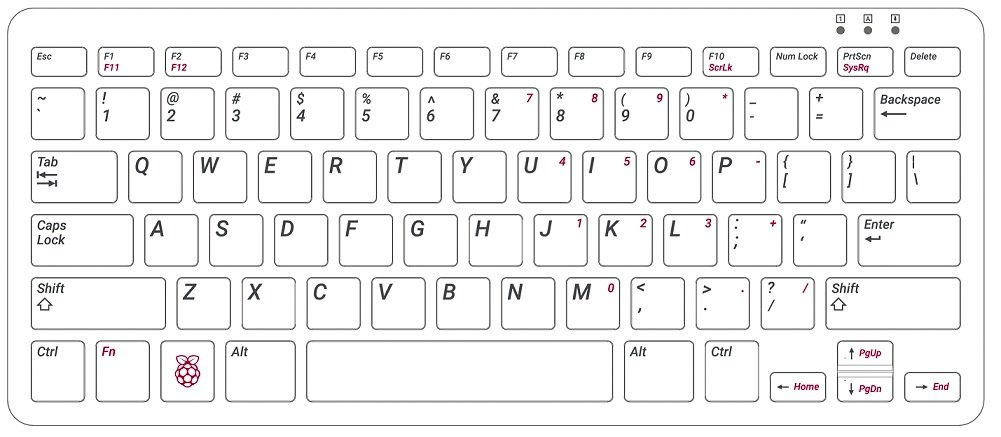 1 A
Esc F1 F2 F3 F4 F5 F6 F7 F8 F9 F10 Num Lock PrtScn Delete
F11 F12 ScrLk SysRq
~ ! @ # $ % ^ & 7 * 8 ( 9 ) * _ + Backspace
` 1 2 3 4 5 6 7 8 9 0 - =
Tab Q W E R T Y U 4 I 5 O 6 P - { } |
[ ] \
Caps A S D F G H J 1 K 2 L 3 : + “ Enter
Lock ; ‘
Shift Z X C V B N M 0 < > . ? / Shift
, . /
Ctrl Fn Alt Alt Ctrl ↑ PgUp
← Home ↓ PgDn → End